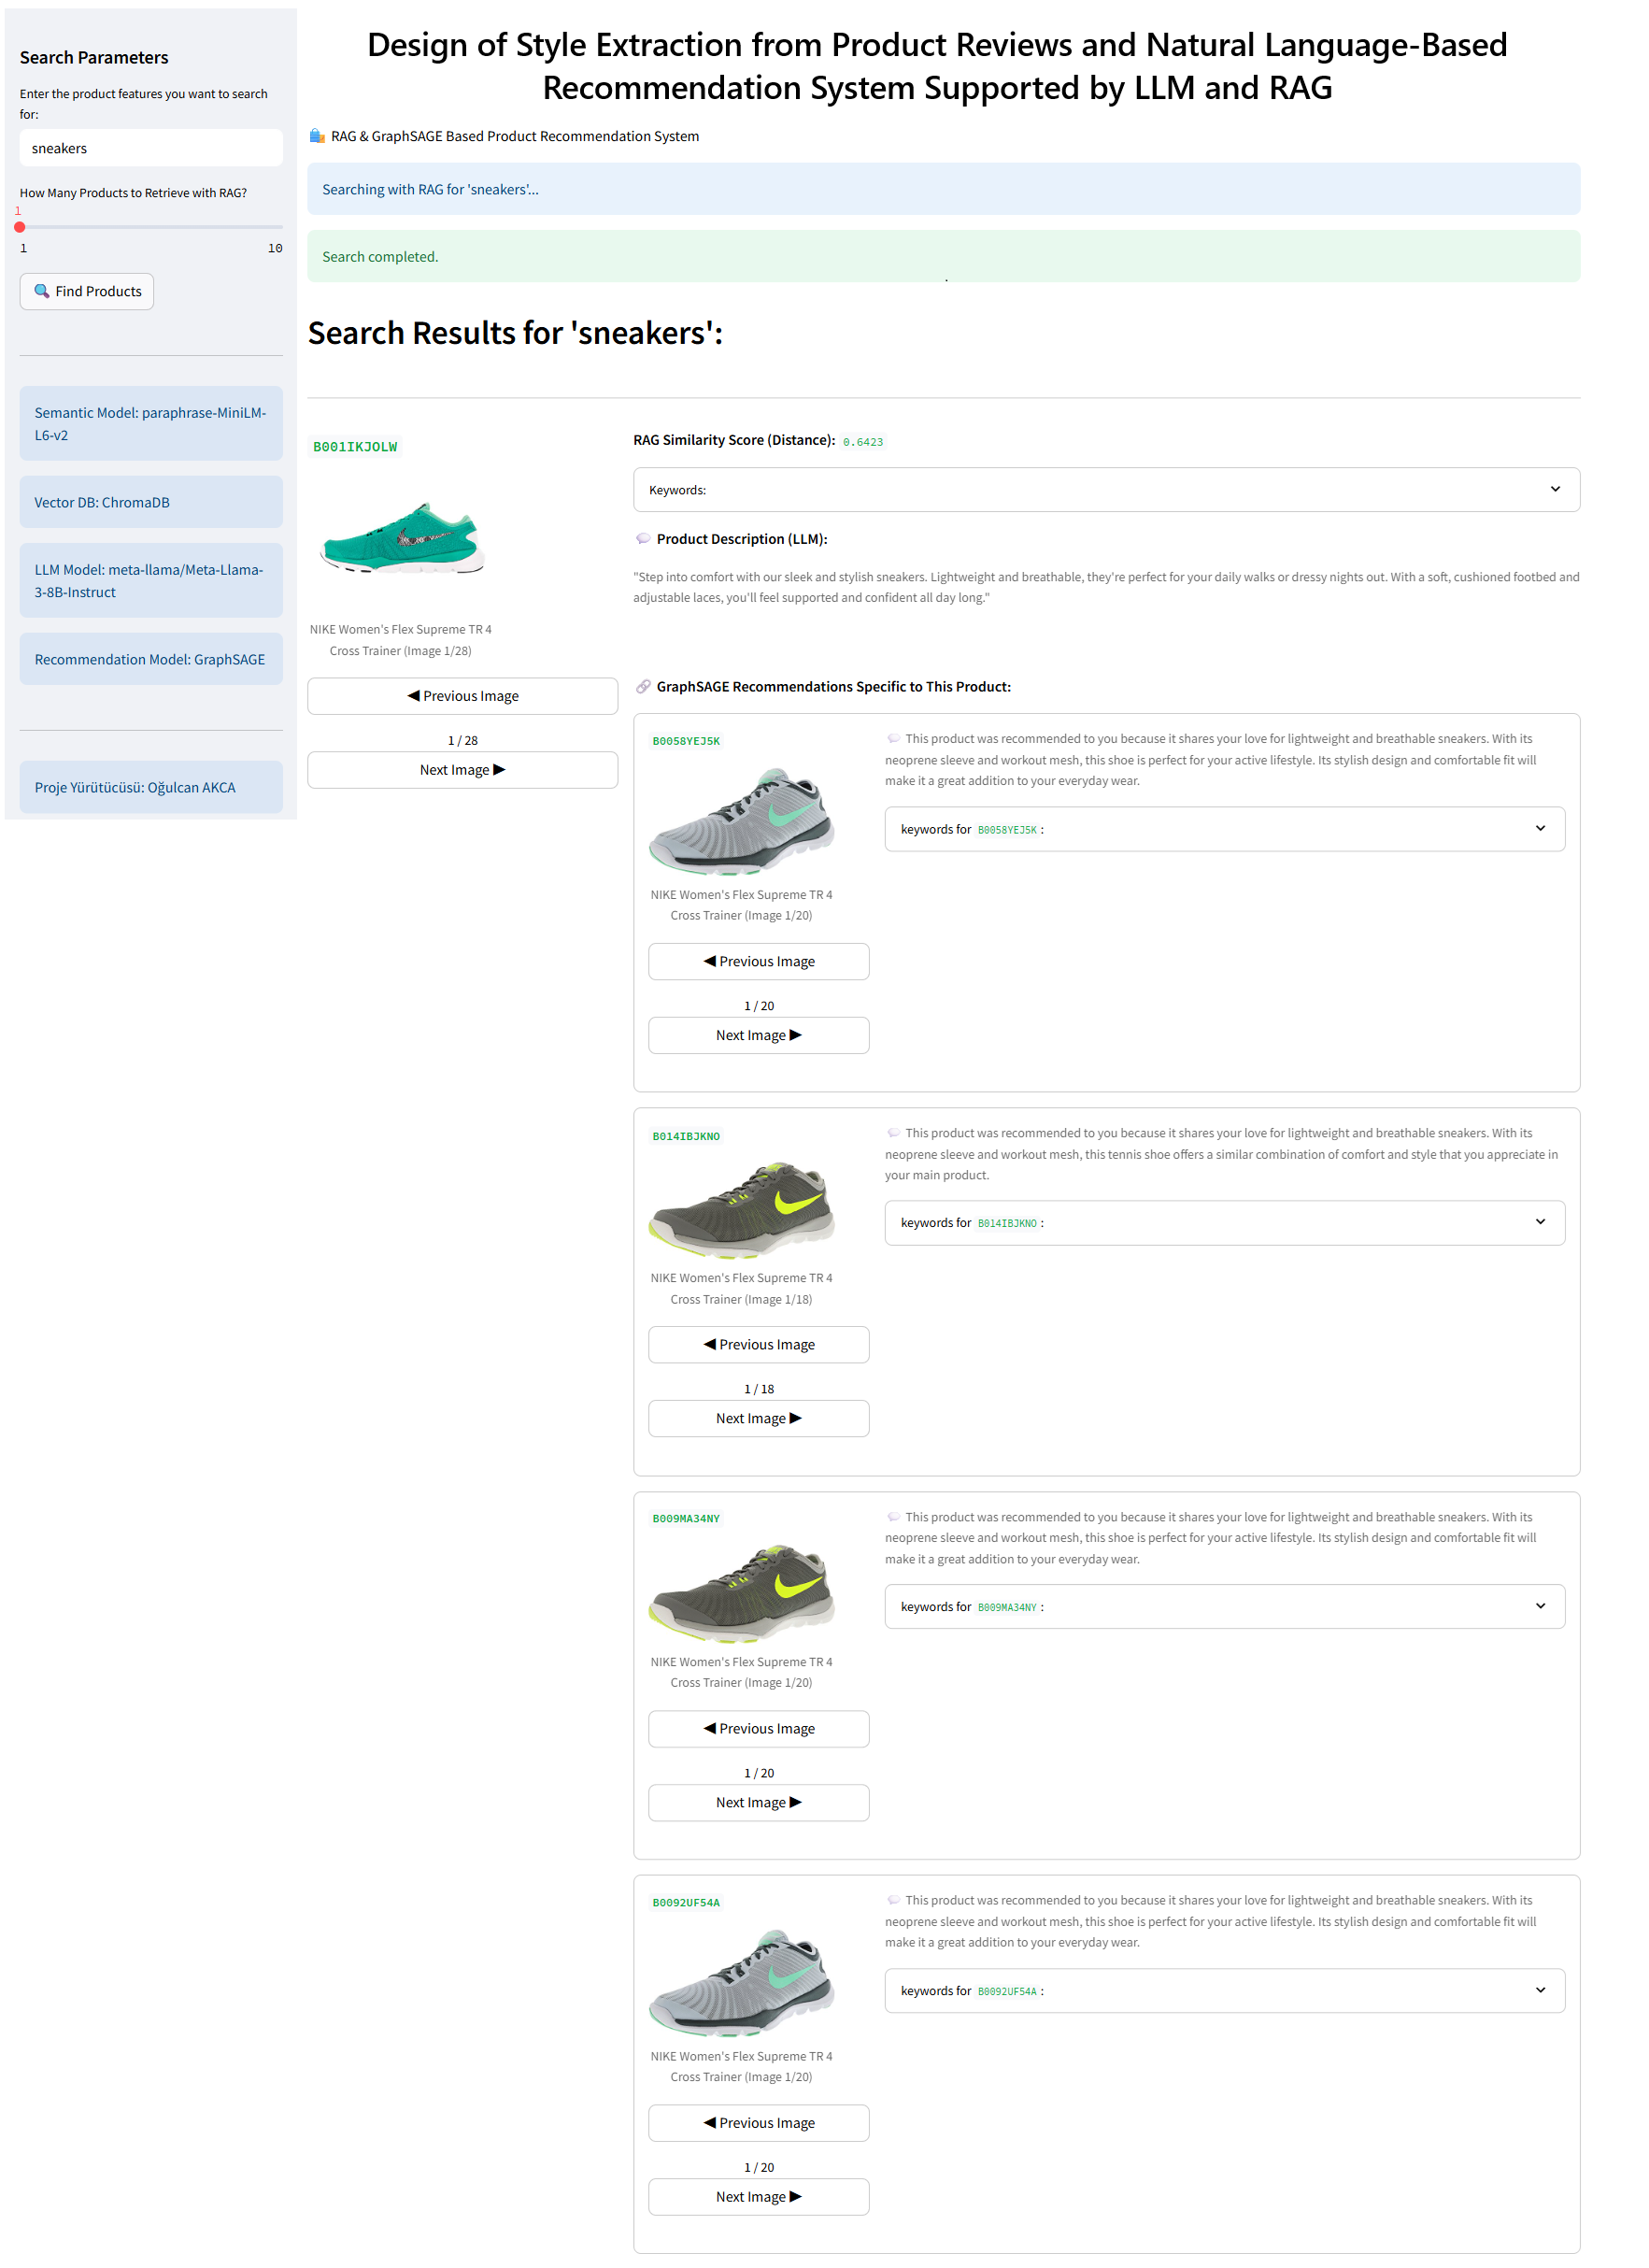 Search Parameters
Enter the product features you want to search
for:
sneakers
How Many Products to Retrieve with RAG?
1
1 10
🔍 Find Products
Semantic Model: paraphrase-MiniLM-
L6-v2
Vector DB: ChromaDB
LLM Model: meta-llama/Meta-Llama-
3-8B-Instruct
Recommendation Model: GraphSAGE
Proje Yürütücüsü: Oğulcan AKCA
Design of Style Extraction from Product Reviews and Natural Language-Based
Recommendation System Supported by LLM and RAG
🛍️ RAG & GraphSAGE Based Product Recommendation System
Searching with RAG for 'sneakers'...
Search completed.
Search Results for 'sneakers':
B001IKJOLW
NIKE Women's Flex Supreme TR 4
Cross Trainer (Image 1/28)
◀ Previous Image
1 / 28
Next Image ▶
RAG Similarity Score (Distance): 0.6423
Keywords:
💬 Product Description (LLM):
"Step into comfort with our sleek and stylish sneakers. Lightweight and breathable, they're perfect for your daily walks or dressy nights out. With a soft, cushioned footbed and
adjustable laces, you'll feel supported and confident all day long."
🔗 GraphSAGE Recommendations Specific to This Product:
B0058YEJ5K
NIKE Women's Flex Supreme TR 4
Cross Trainer (Image 1/20)
◀ Previous Image
1 / 20
Next Image ▶
💬 This product was recommended to you because it shares your love for lightweight and breathable sneakers. With its
neoprene sleeve and workout mesh, this shoe is perfect for your active lifestyle. Its stylish design and comfortable fit will
make it a great addition to your everyday wear.
keywords for B0058YEJ5K :
B014IBJKNO
NIKE Women's Flex Supreme TR 4
Cross Trainer (Image 1/18)
◀ Previous Image
1 / 18
Next Image ▶
💬 This product was recommended to you because it shares your love for lightweight and breathable sneakers. With its
neoprene sleeve and workout mesh, this tennis shoe offers a similar combination of comfort and style that you appreciate in
your main product.
keywords for B014IBJKNO :
B009MA34NY
NIKE Women's Flex Supreme TR 4
Cross Trainer (Image 1/20)
◀ Previous Image
1 / 20
Next Image ▶
💬 This product was recommended to you because it shares your love for lightweight and breathable sneakers. With its
neoprene sleeve and workout mesh, this shoe is perfect for your active lifestyle. Its stylish design and comfortable fit will
make it a great addition to your everyday wear.
keywords for B009MA34NY :
B0092UF54A
NIKE Women's Flex Supreme TR 4
Cross Trainer (Image 1/20)
◀ Previous Image
1 / 20
Next Image ▶
💬 This product was recommended to you because it shares your love for lightweight and breathable sneakers. With its
neoprene sleeve and workout mesh, this shoe is perfect for your active lifestyle. Its stylish design and comfortable fit will
make it a great addition to your everyday wear.
keywords for B0092UF54A :